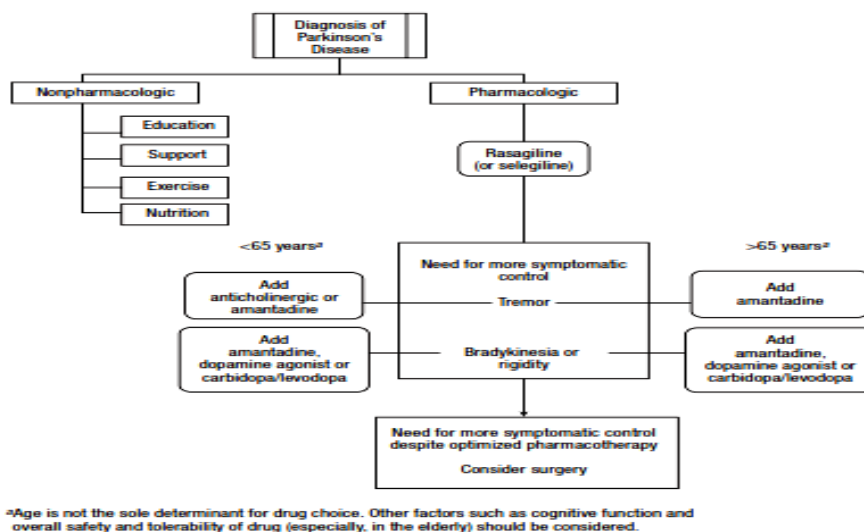 Diagnosis of
Parkinson's
Disease
Nonpharmacologic
Pharmacologic
Education
Support
Exercise
Nutrition
Rasagiline
(or selegiline)
<65 yearsª
>65 yearsª
Need for more symptomatic
control
Add
anticholinergic or
amantadine
Tremor
Add
amantadine
Add
amantadine,
dopamine agonist or
carbidopa/levodopa
Bradykinesia or
rigidity
Add
amantadine,
dopamine agonist or
carbidopa/levodopa
Need for more symptomatic control
despite optimized pharmacotherapy
Consider surgery
ªAge is not the sole determinant for drug choice. Other factors such as cognitive function and
overall safety and tolerability of drug (especially, in the elderly) should be considered.